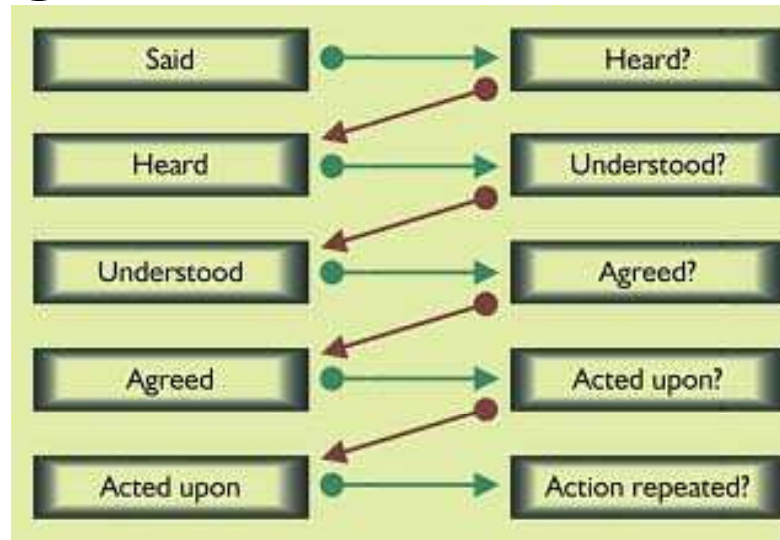 Said
Heard?
Heard
Understood?
Understood
Agreed?
Agreed
Acted upon?
Acted upon
Action repeated?